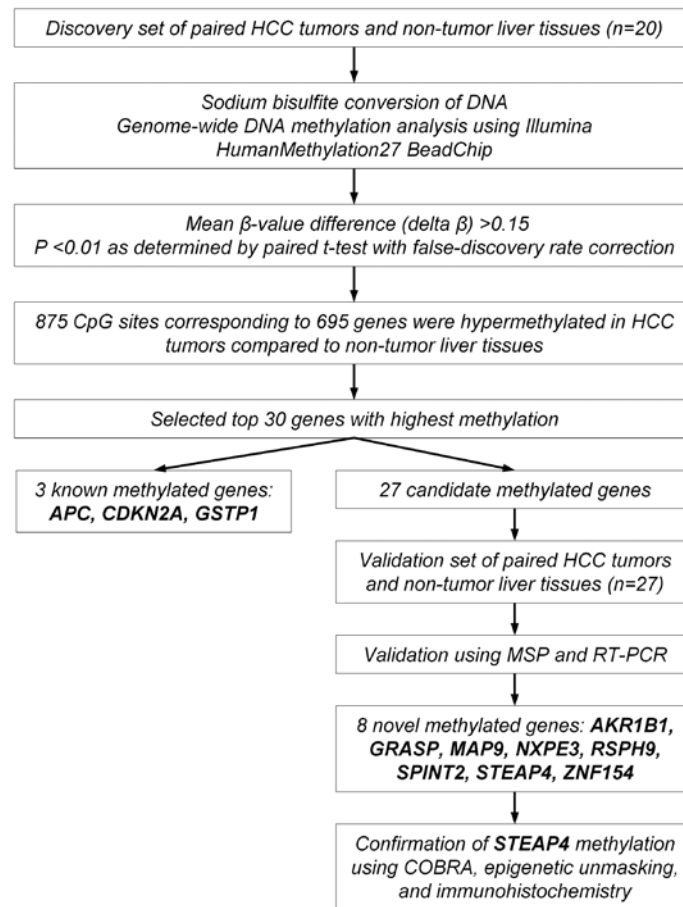 Discovery set of paired HCC tumors and non-tumor liver tissues (n=20)
Sodium bisulfite conversion of DNA
Genome-wide DNA methylation analysis using Illumina
HumanMethylation27 BeadChip
Mean β-value difference (delta β) >0.15
P <0.01 as determined by paired t-test with false-discovery rate correction
875 CpG sites corresponding to 695 genes were hypermethylated in HCC
tumors compared to non-tumor liver tissues
Selected top 30 genes with highest methylation
3 known methylated genes:
APC, CDKN2A, GSTP1
27 candidate methylated genes
Validation set of paired HCC tumors
and non-tumor liver tissues (n=27)
Validation using MSP and RT-PCR
8 novel methylated genes: AKR1B1,
GRASP, MAP9, NXPE3, RSPH9,
SPINT2, STEAP4, ZNF154
Confirmation of STEAP4 methylation
using COBRA, epigenetic unmasking,
and immunohistochemistry